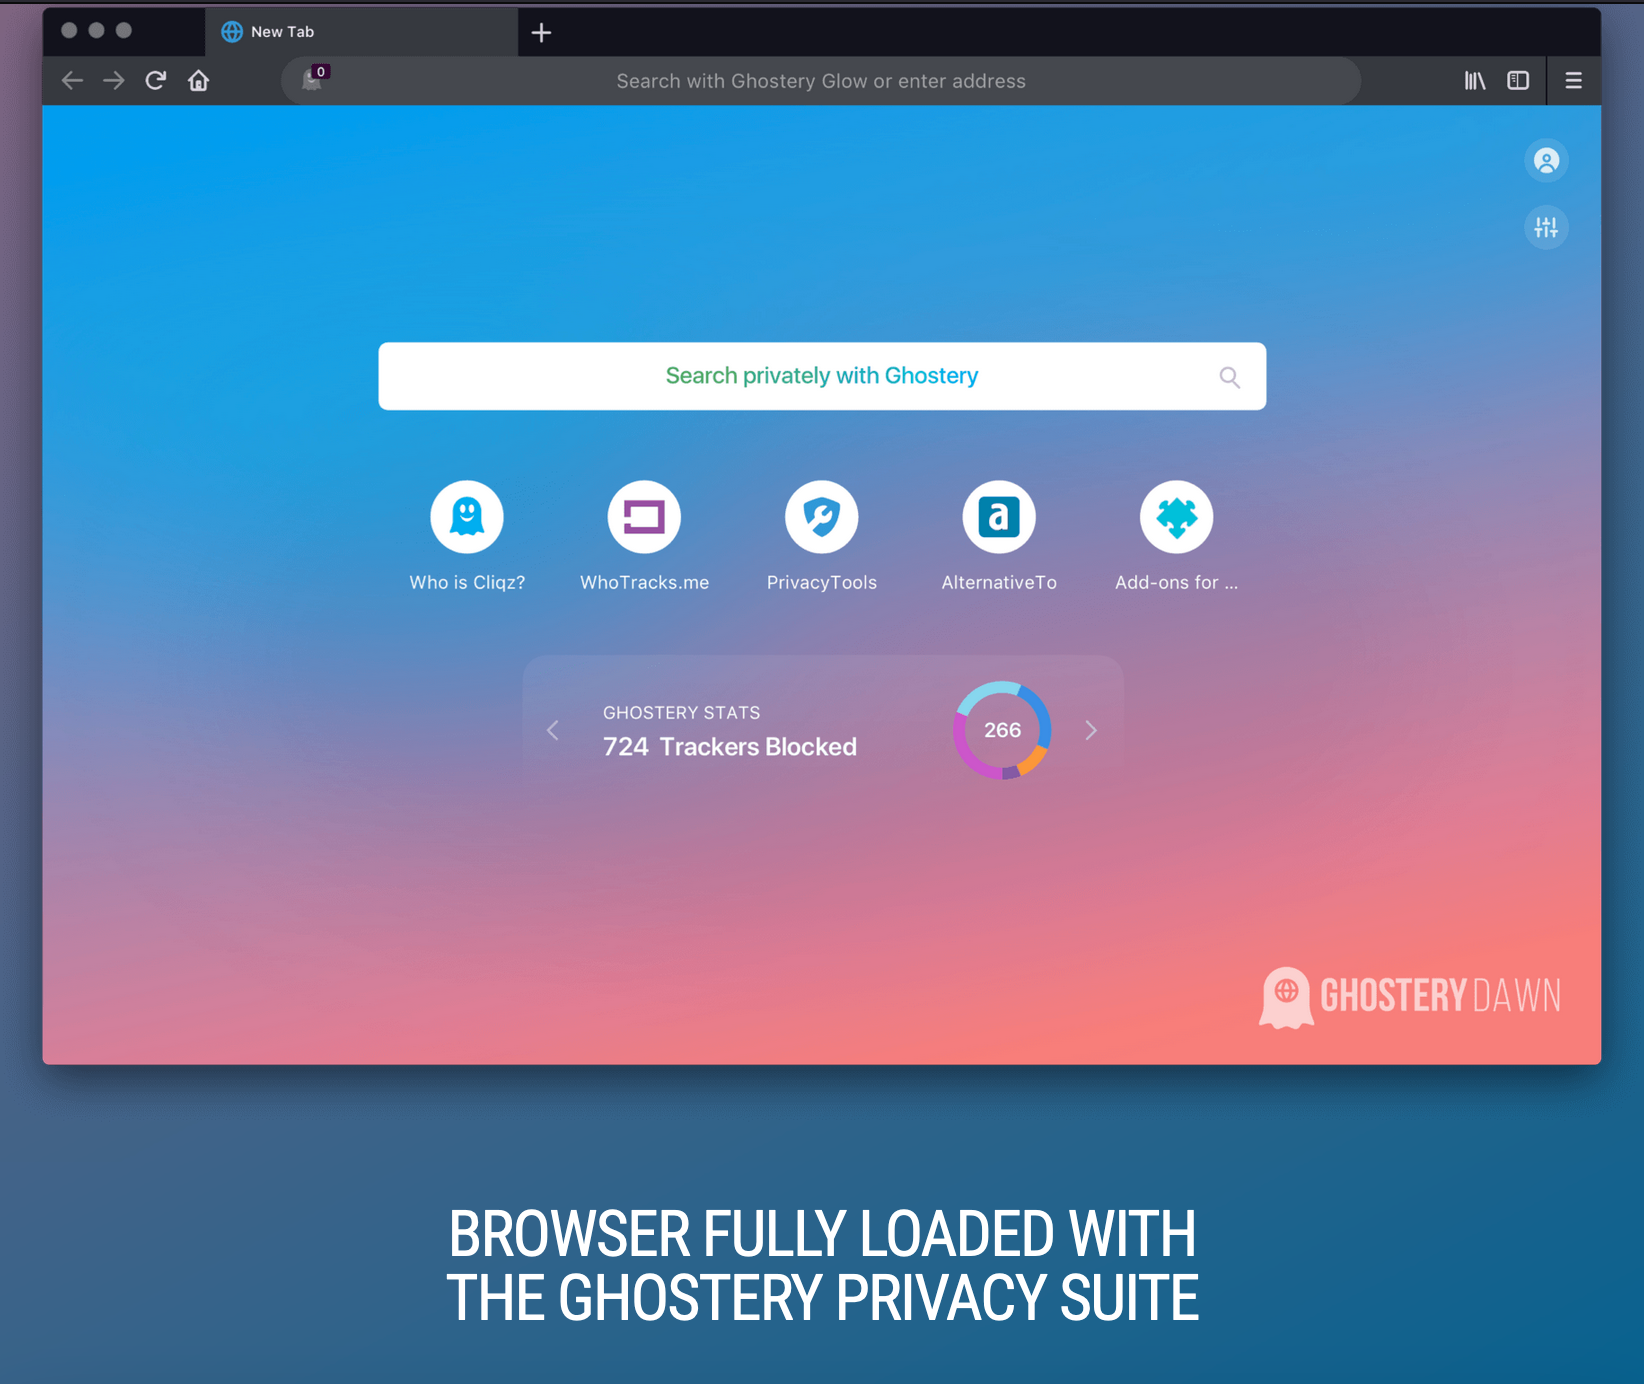 New Tab
0
Search with Ghostery Glow or enter address
Search privately with Ghostery
a
Who is Cliqz?
WhoTracks.me
PrivacyTools
AlternativeTo
Add-ons for ...
GHOSTERY STATS
724 Trackers Blocked
266
GHOSTERY DAWN
BROWSER FULLY LOADED WITH
THE GHOSTERY PRIVACY SUITE